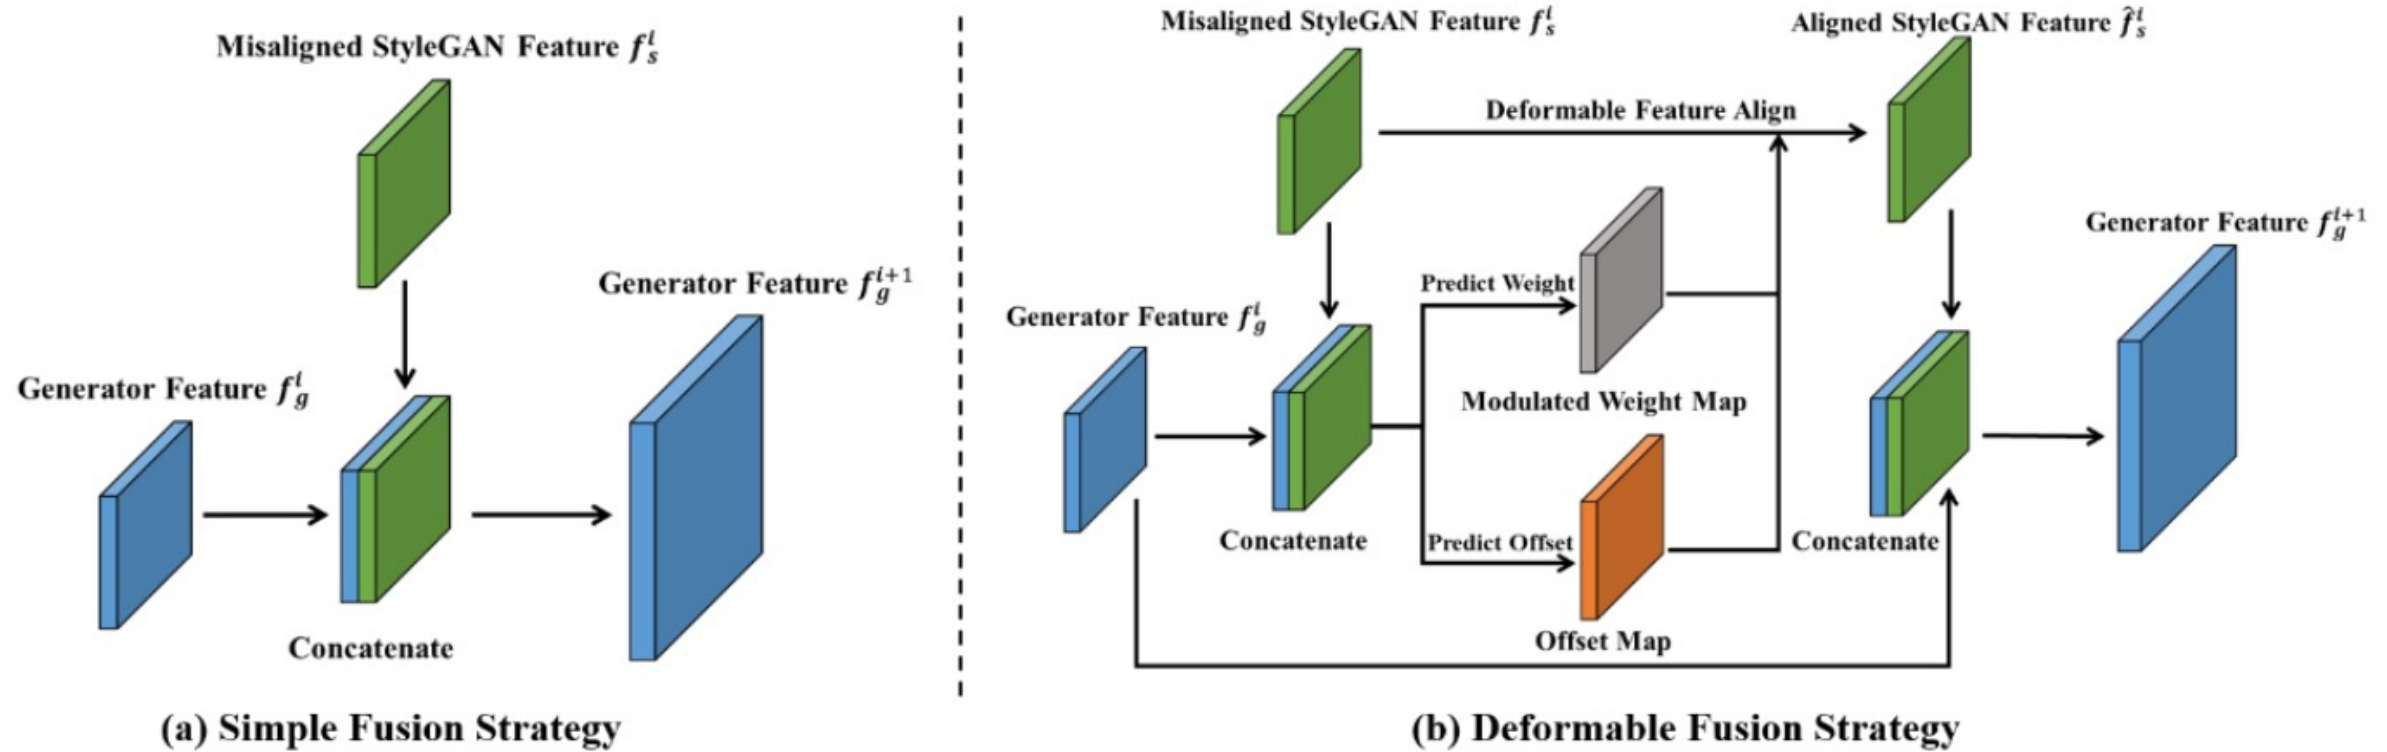 Misaligned StyleGAN Feature f_s^i
Generator Feature f_g^{i+1}
Generator Feature f_g^i
Concatenate
(a) Simple Fusion Strategy
Misaligned StyleGAN Feature f_s^i
Aligned StyleGAN Feature \hat{f}_s^i
Deformable Feature Align
Generator Feature f_g^{i+1}
Predict Weight
Generator Feature f_g^i
Modulated Weight Map
Concatenate
Predict Offset
Concatenate
Offset Map
(b) Deformable Fusion Strategy